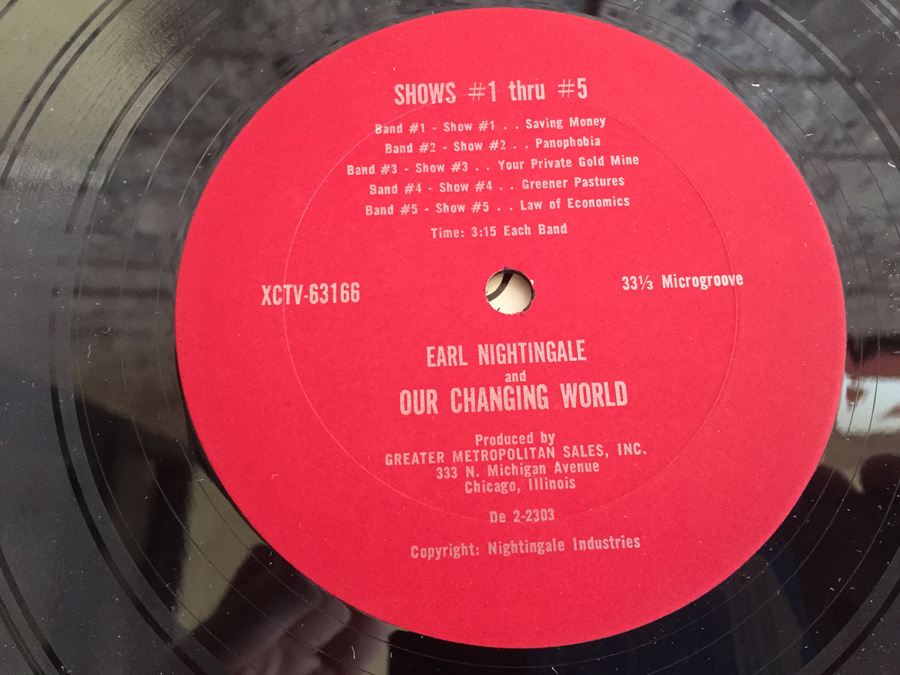 SHOWS #1 thru #5
Band #1 - Show #1 . . Saving Money
Band #2 - Show #2 . . Panophobia
Band #3 - Show #3 . . Your Private Gold Mine
Band #4 - Show #4 . . Greener Pastures
Band #5 - Show #5 . . Law of Economics
Time: 3:15 Each Band
XCTV-63166
33⅓ Microgroove
EARL NIGHTINGALE
and
OUR CHANGING WORLD
Produced by
GREATER METROPOLITAN SALES, INC.
333 N. Michigan Avenue
Chicago, Illinois
De 2-2303
Copyright: Nightingale Industries